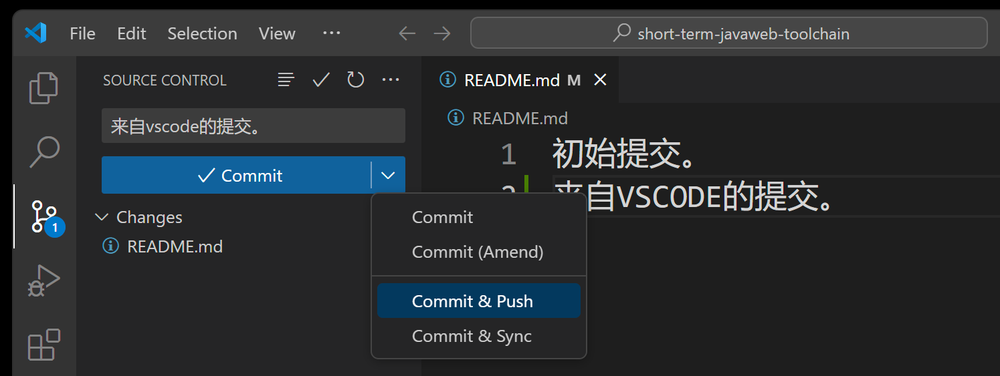 File Edit Selection View ··· short-term-javaweb-toolchain
SOURCE CONTROL
来自vscode的提交。
Commit
Changes
README.md
1
README.md M
README.md
1 初始提交。
2 来自VSCODE的提交。
Commit
Commit (Amend)
Commit & Push
Commit & Sync